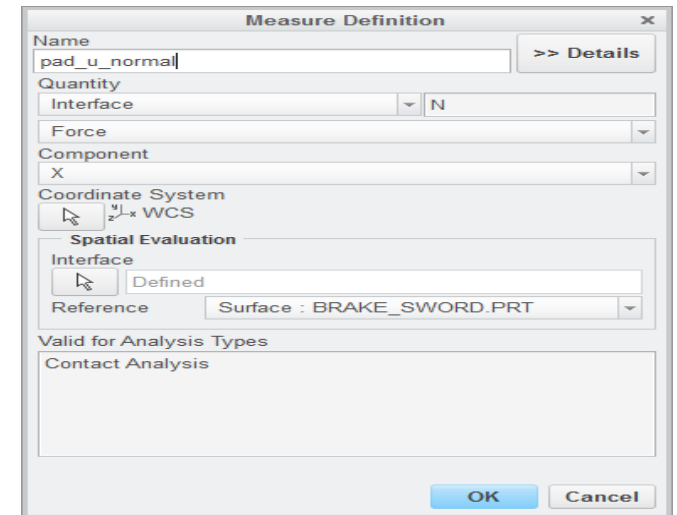 Measure Definition ×
Name
pad_u_normal >> Details
Quantity
Interface N
Force
Component
X
Coordinate System
y z x WCS
Spatial Evaluation
Interface
Defined
Reference Surface : BRAKE_SWORD.PRT
Valid for Analysis Types
Contact Analysis
OK Cancel